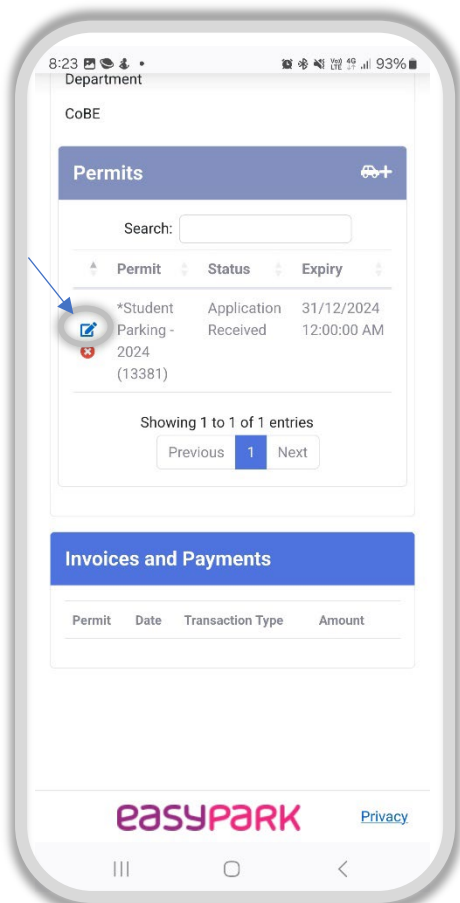 8:23 93%
Department
CoBE
Permits
Search:
Permit Status Expiry
*Student Application 31/12/2024
Parking - Received 12:00:00 AM
2024
(13381)
Showing 1 to 1 of 1 entries
Previous 1 Next
Invoices and Payments
Permit Date Transaction Type Amount
easypark Privacy